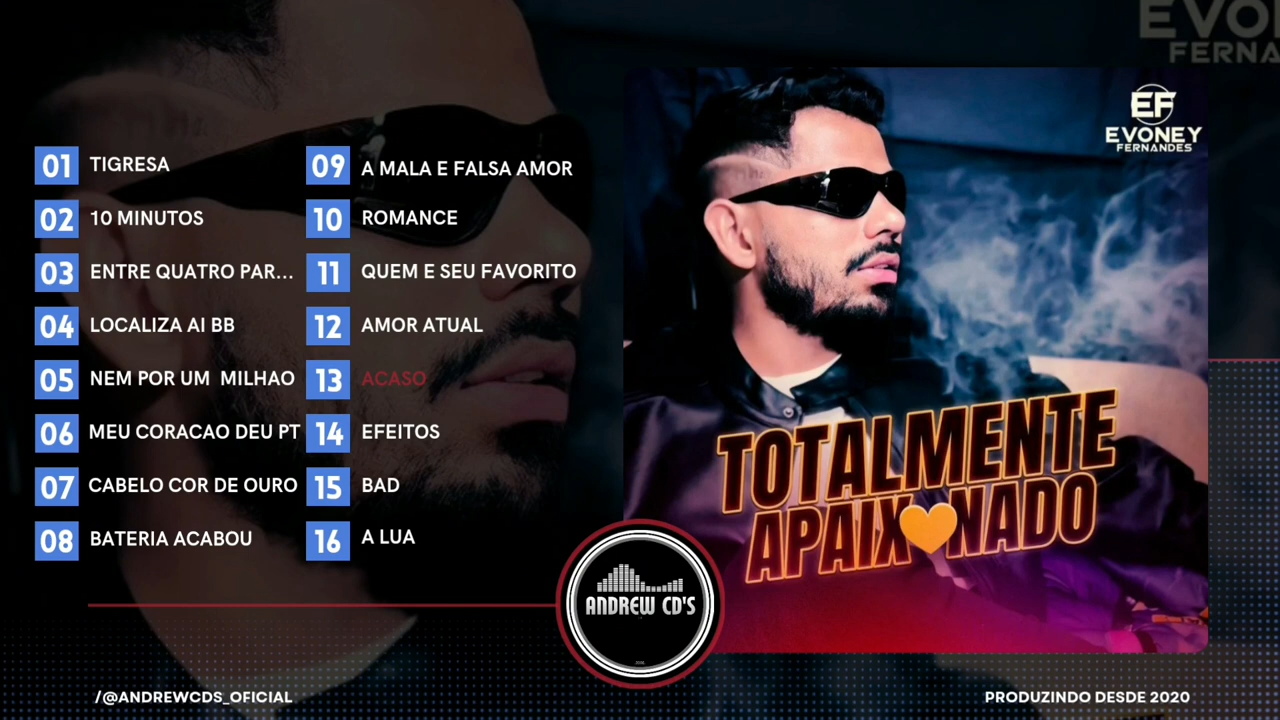 EVO
FERNA
01 TIGRESA
02 10 MINUTOS
03 ENTRE QUATRO PAR...
04 LOCALIZA AI BB
05 NEM POR UM MILHAO
06 MEU CORACAO DEU PT
07 CABELO COR DE OURO
08 BATERIA ACABOU
09 A MALA E FALSA AMOR
10 ROMANCE
11 QUEM E SEU FAVORITO
12 AMOR ATUAL
13 ACASO
14 EFEITOS
15 BAD
16 A LUA
EF
EVONEY
FERNANDES
TOTALMENTE
APAIX🧡NADO
ANDREW CD'S
/@ANDREWCDS_OFICIAL
PRODUZINDO DESDE 2020